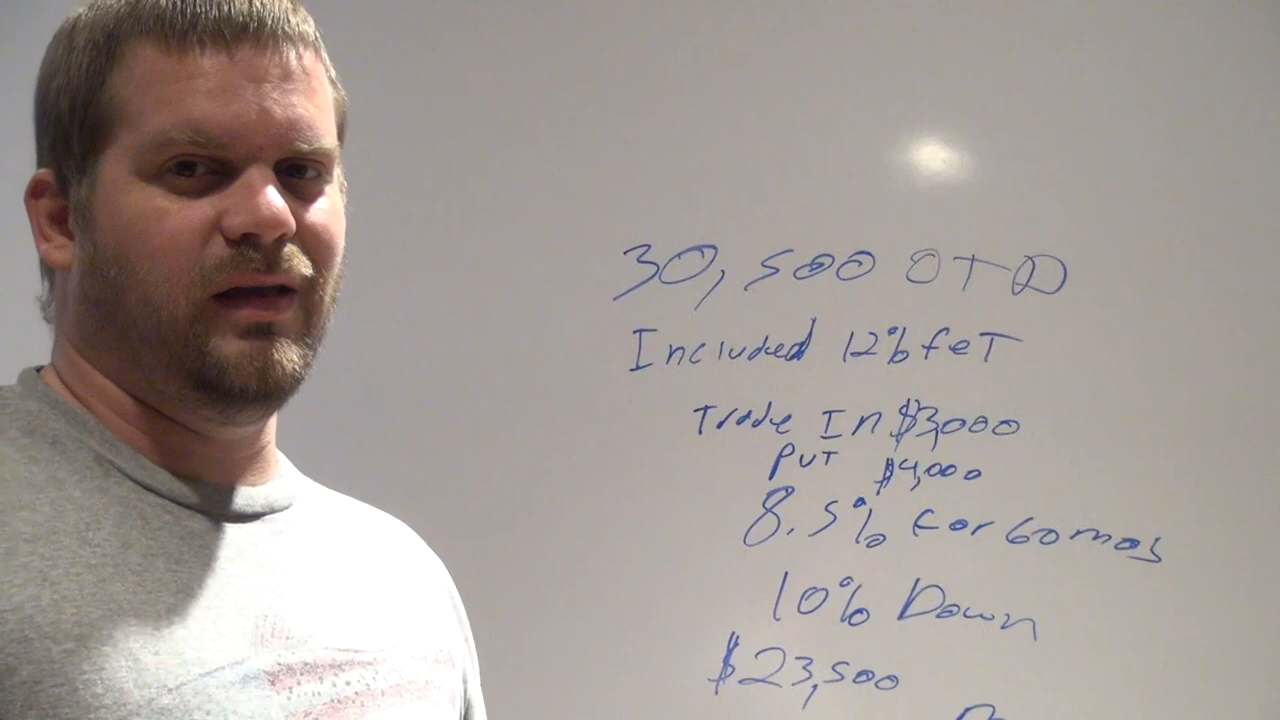 30,500 OTD
Included 12% feT
Trade In $3,000
PUT $4,000
8.5% for 60 mos
10% Down
$23,500